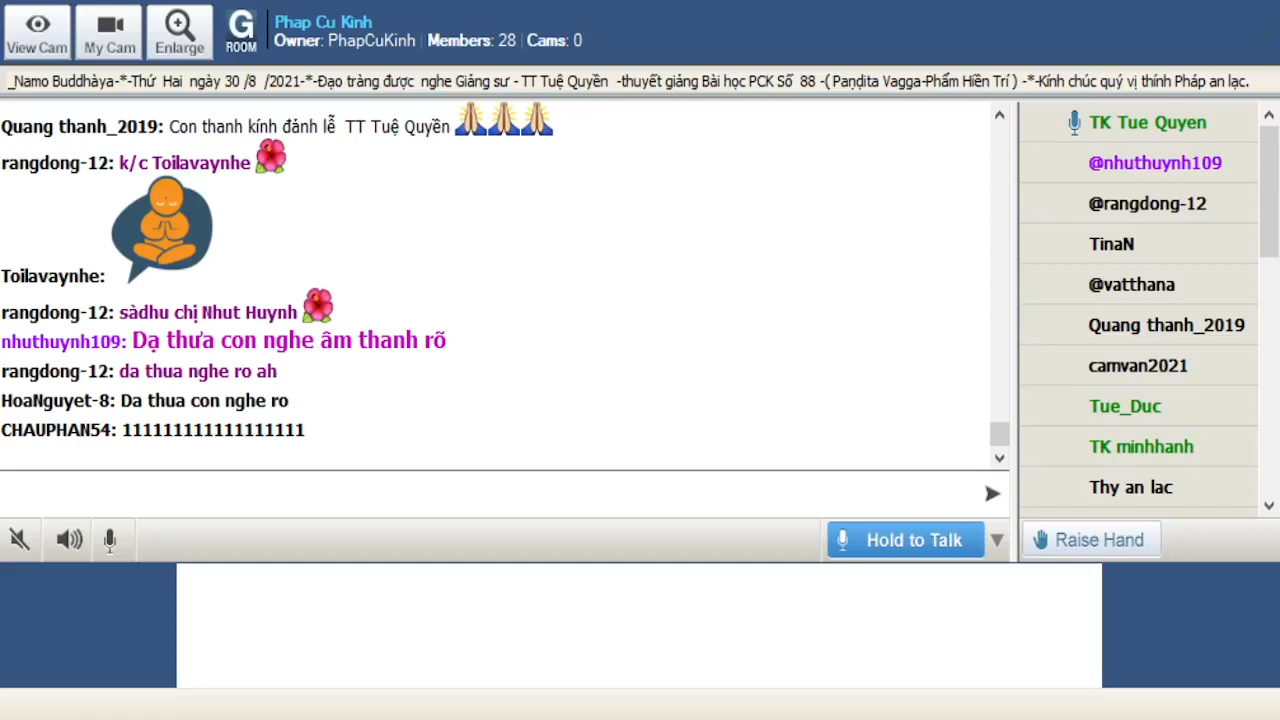 View Cam
My Cam
Enlarge
G
ROOM
Phap Cu Kinh
Owner: PhapCuKinh | Members: 28 | Cams: 0
_Namo Buddhàya-*-Thứ Hai ngày 30 /8 /2021-*-Đạo tràng được nghe Giảng sư - TT Tuệ Quyền -thuyết giảng Bài học PCK Số 88 -( Paṇḍita Vagga-Phẩm Hiền Trí ) -*-Kính chúc quý vị thính Pháp an lạc.
Quang thanh_2019: Con thanh kính đảnh lễ TT Tuệ Quyền
rangdong-12: k/c Toilavaynhe
Toilavaynhe:
rangdong-12: sàdhu chị Nhut Huynh
nhuthuynh109: Dạ thưa con nghe âm thanh rõ
rangdong-12: da thua nghe ro ah
HoaNguyet-8: Da thua con nghe ro
CHAUPHAN54: 111111111111111111
TK Tue Quyen
@nhuthuynh109
@rangdong-12
TinaN
@vatthana
Quang thanh_2019
camvan2021
Tue_Duc
TK minhhanh
Thy an lac
Hold to Talk
Raise Hand